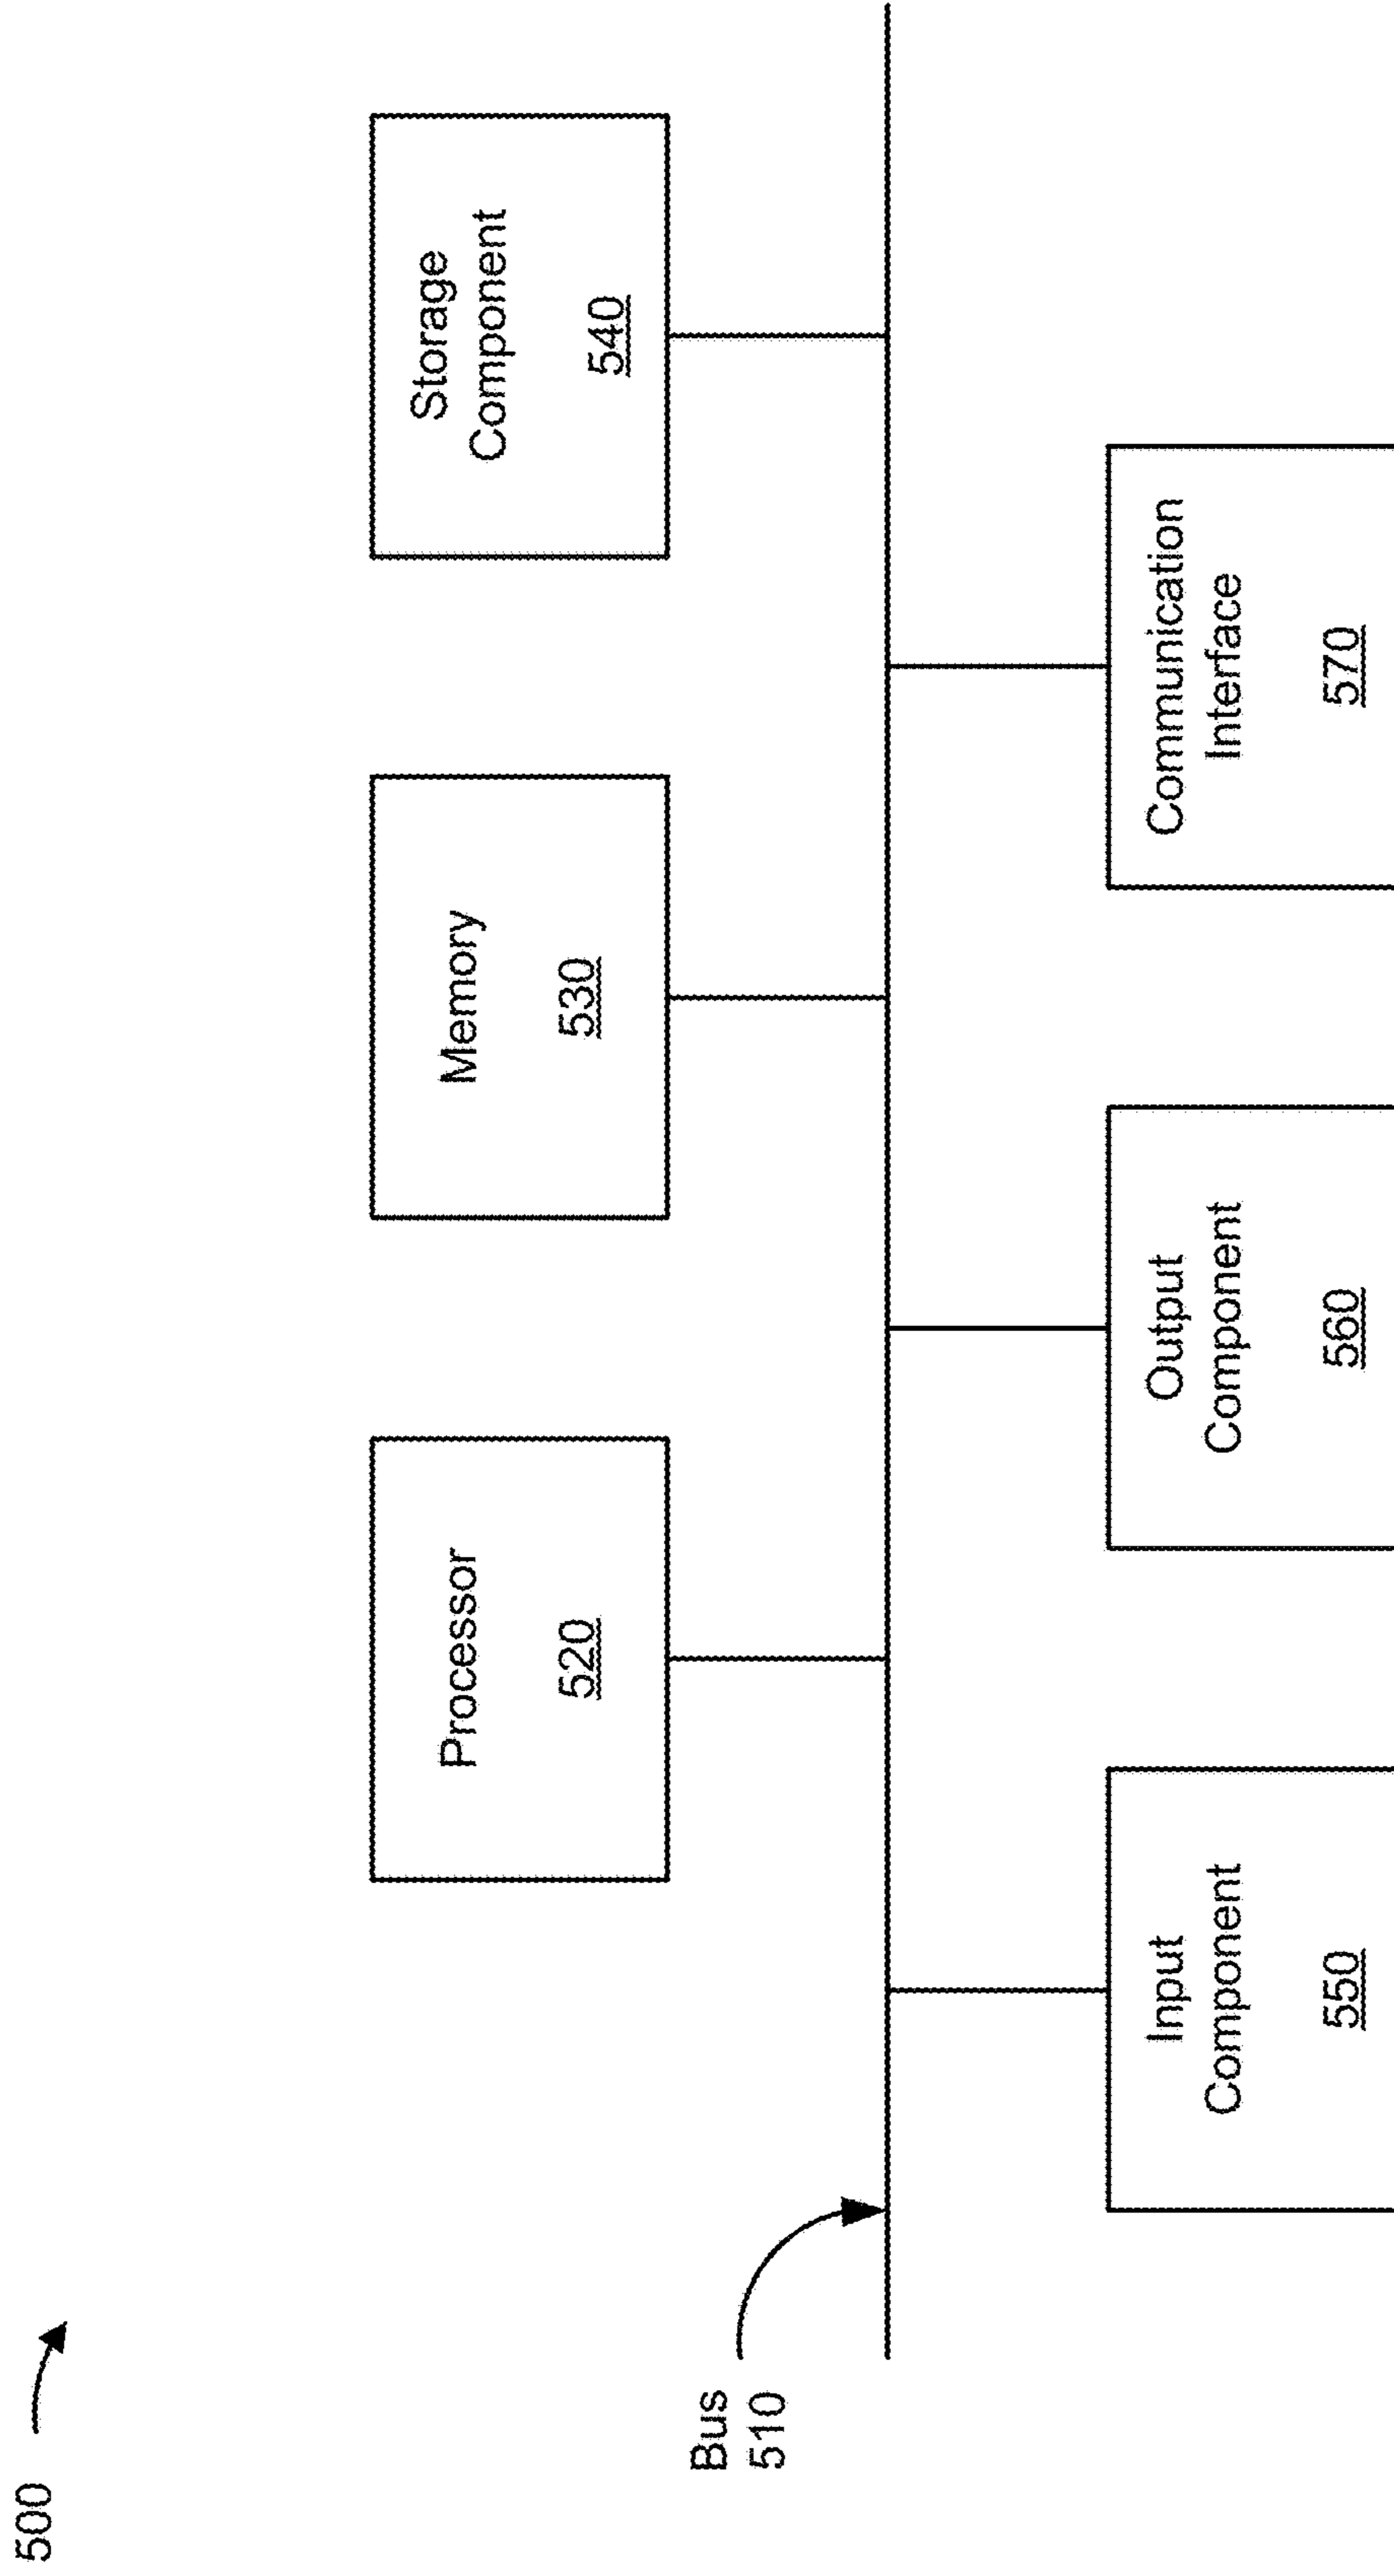 500
Processor
520
Memory
530
Storage
Component
540
Bus
510
Input
Component
550
Output
Component
560
Communication
Interface
570